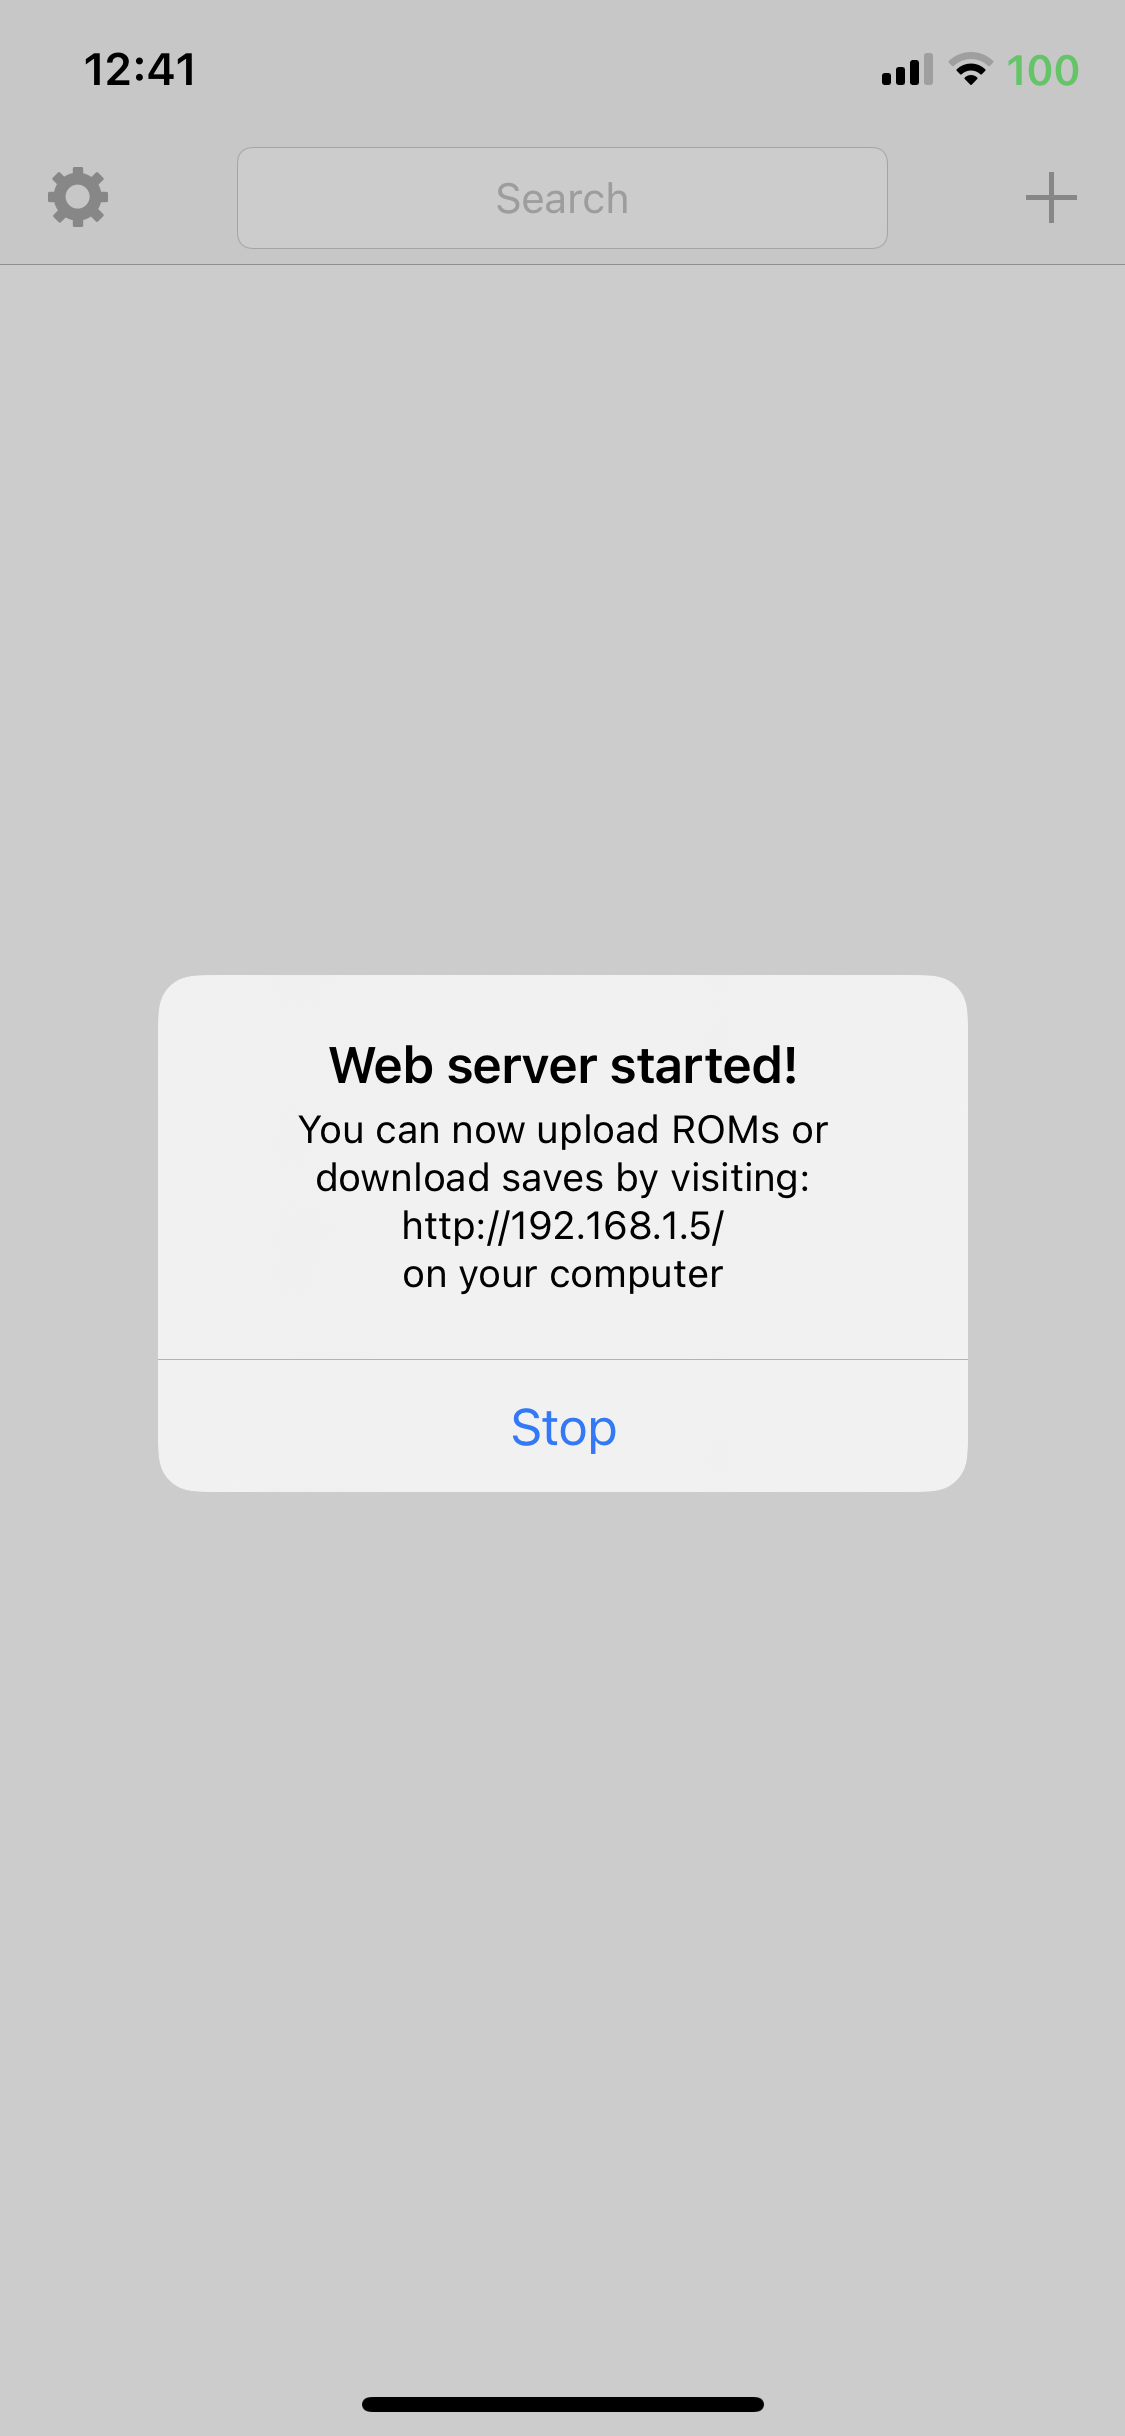 12:41
100
Search
Web server started!
You can now upload ROMs or
download saves by visiting:
http://192.168.1.5/
on your computer
Stop